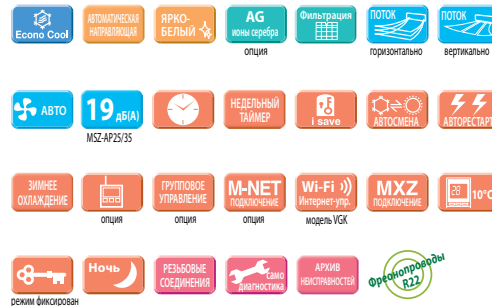 Econo Cool
АВТОМАТИЧЕСКАЯ
НАПРАВЛЯЮЩАЯ
ЯРКО-
БЕЛЫЙ
AG
ионы серебра
опция
Фильтрация
ПОТОК
горизонтально
ПОТОК
вертикально
АВТО
19 дБ(А)
MSZ-AP25/35
НЕДЕЛЬНЫЙ
ТАЙМЕР
i save
АВТОСМЕНА
АВТОРЕСТАРТ
ЗИМНЕЕ
ОХЛАЖДЕНИЕ
опция
ГРУППОВОЕ
УПРАВЛЕНИЕ
опция
M-NET
ПОДКЛЮЧЕНИЕ
опция
Wi-Fi
Интернет-упр.
модель VGK
MXZ
ПОДКЛЮЧЕНИЕ
10°C
режим фиксирован
Ночь
РЕЗЬБОВЫЕ
СОЕДИНЕНИЯ
Само
диагностика
АРХИВ
НЕИСПРАВНОСТЕЙ
Фреонопроводы
R22